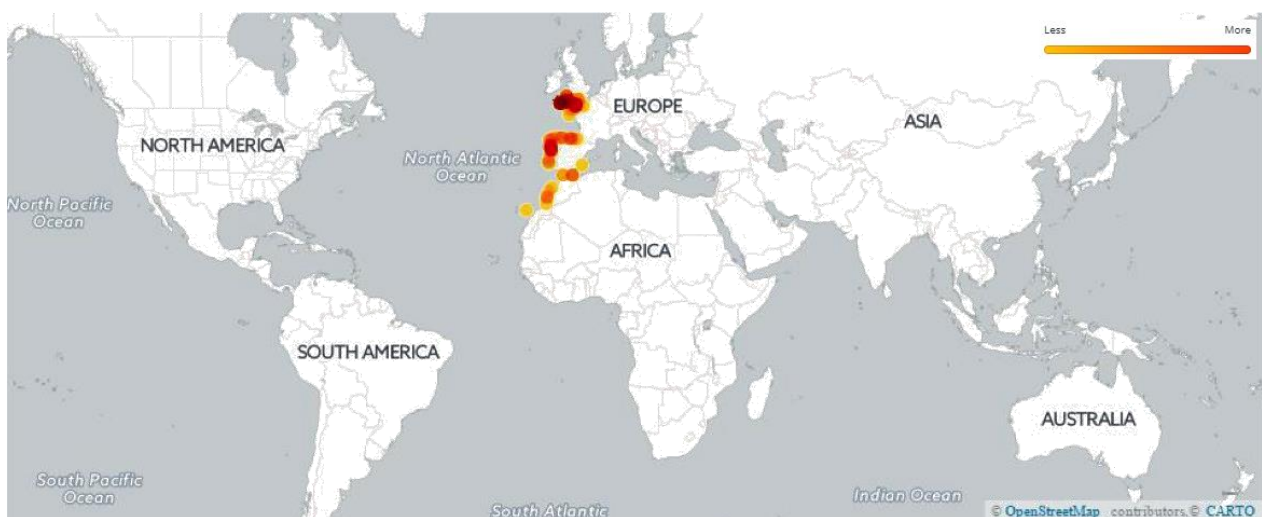 Less More
EUROPE
ASIA
NORTH AMERICA
North Atlantic
Ocean
North Pacific
Ocean
AFRICA
SOUTH AMERICA
AUSTRALIA
South Pacific
Ocean
Indian Ocean
South Atlantic
© OpenStreetMap contributors, © CARTO